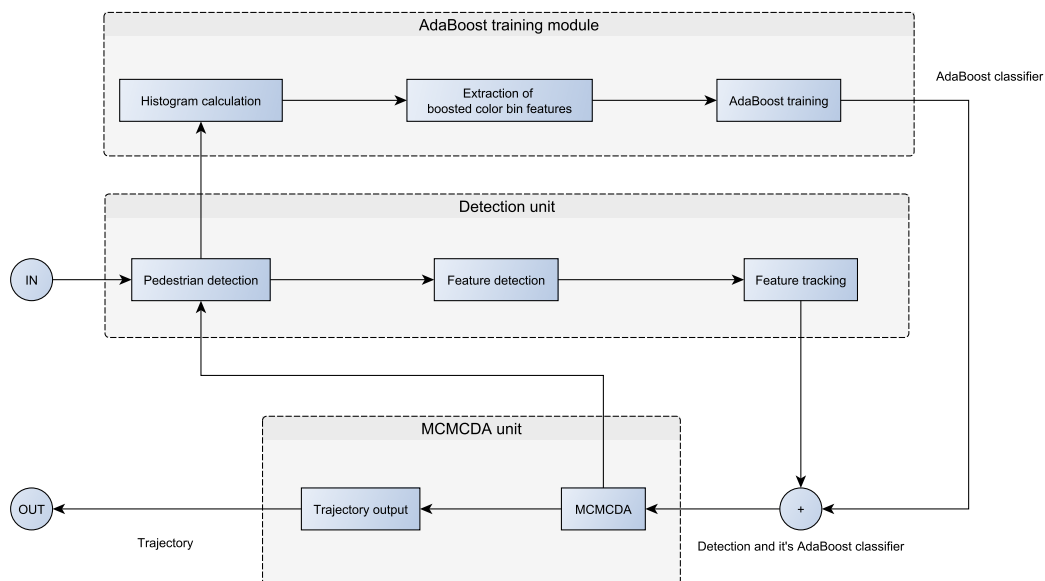 AdaBoost training module
AdaBoost classifier
Histogram calculation
Extraction of
boosted color bin features
AdaBoost training
Detection unit
IN
Pedestrian detection
Feature detection
Feature tracking
MCMCDA unit
OUT
Trajectory output
MCMCDA
+
Trajectory
Detection and it's AdaBoost classifier